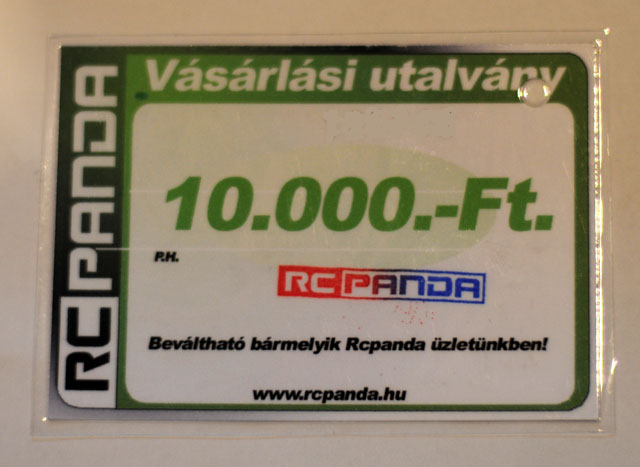 RCPANDA
Vásárlási utalvány
10.000.-Ft.
P.H.
RCPANDA
Beváltható bármelyik Rcpanda üzletünkben!
www.rcpanda.hu